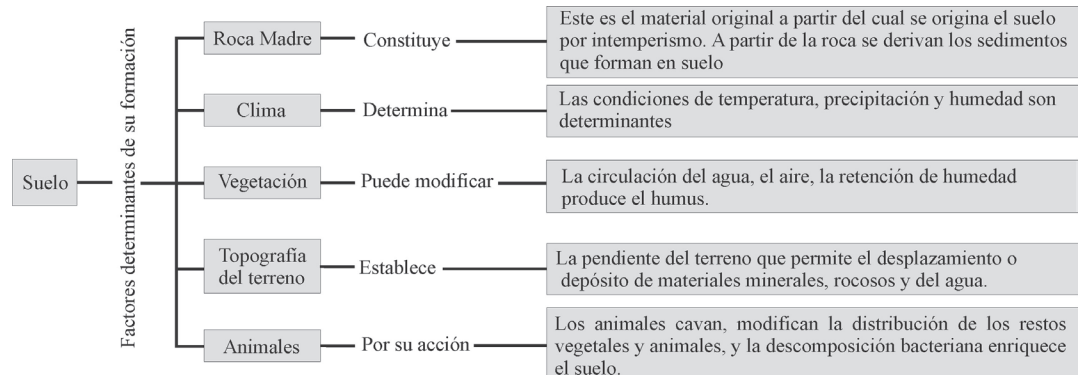 Suelo
Factores determinantes de su formación
Roca Madre
Constituye
Este es el material original a partir del cual se origina el suelo
por intemperismo. A partir de la roca se derivan los sedimentos
que forman en suelo
Clima
Determina
Las condiciones de temperatura, precipitación y humedad son
determinantes
Vegetación
Puede modificar
La circulación del agua, el aire, la retención de humedad
produce el humus.
Topografía
del terreno
Establece
La pendiente del terreno que permite el desplazamiento o
depósito de materiales minerales, rocosos y del agua.
Animales
Por su acción
Los animales cavan, modifican la distribución de los restos
vegetales y animales, y la descomposición bacteriana enriquece
el suelo.